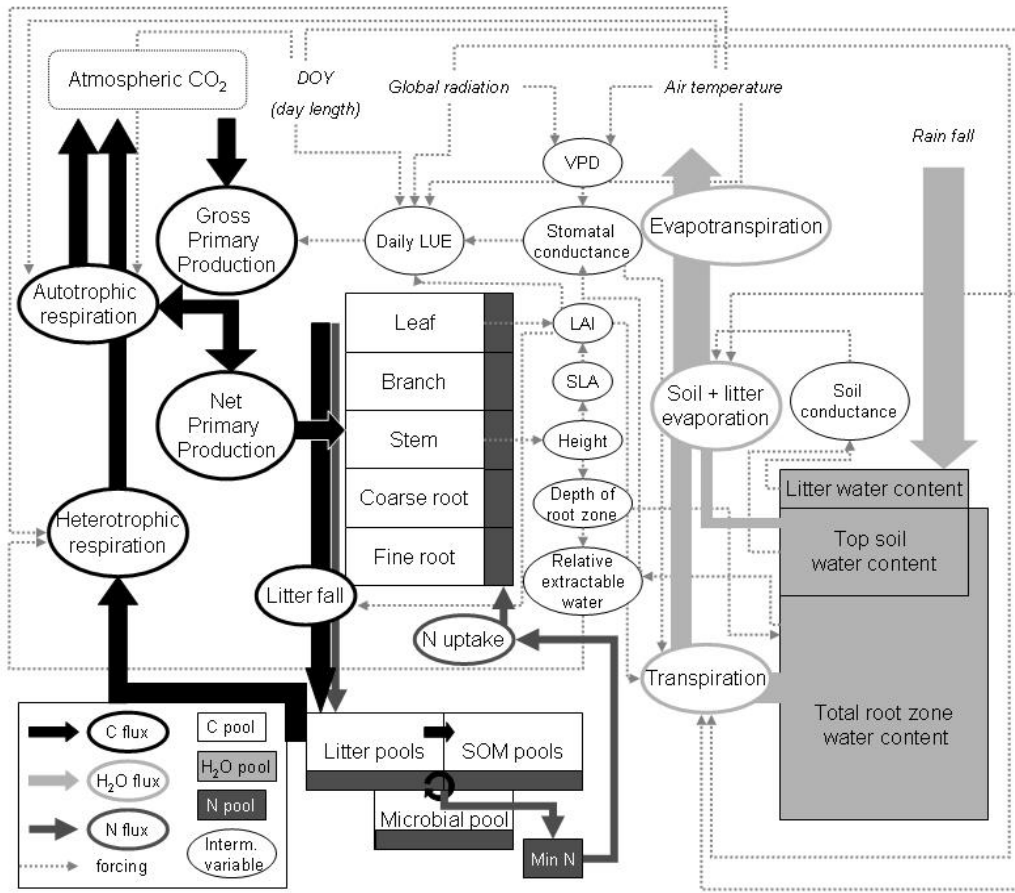 Atmospheric CO₂
DOY
(day length)
Global radiation
Air temperature
Rain fall
VPD
Gross
Primary
Production
Daily LUE
Stomatal
conductance
Evapotranspiration
Autotrophic
respiration
Leaf
LAI
Branch
SLA
Soil + litter
evaporation
Soil
conductance
Net
Primary
Production
Stem
Height
Coarse root
Depth of
root zone
Litter water content
Heterotrophic
respiration
Fine root
Relative
extractable
water
Top soil
water content
Litter fall
N uptake
Transpiration
Total root zone
water content
Litter pools
SOM pools
Microbial pool
Min N
C flux
C pool
H₂O flux
H₂O pool
N flux
N pool
forcing
Interm.
variable